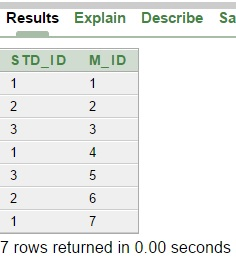 Results Explain Describe Sa
STD_ID M_ID
1 1
2 2
3 3
1 4
3 5
2 6
1 7
7 rows returned in 0.00 seconds